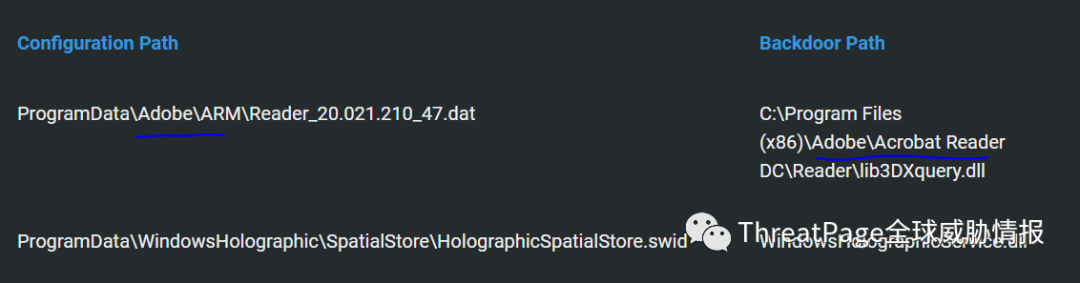 Configuration Path
Backdoor Path
ProgramData\Adobe\ARM\Reader_20.021.210_47.dat
C:\Program Files
(x86)\Adobe\Acrobat Reader
DC\Reader\lib3DXquery.dll
ProgramData\WindowsHolographic\SpatialStore\HolographicSpatialStore.swid
WindowsHolographicService.dll
ThreatPage全球威胁情报